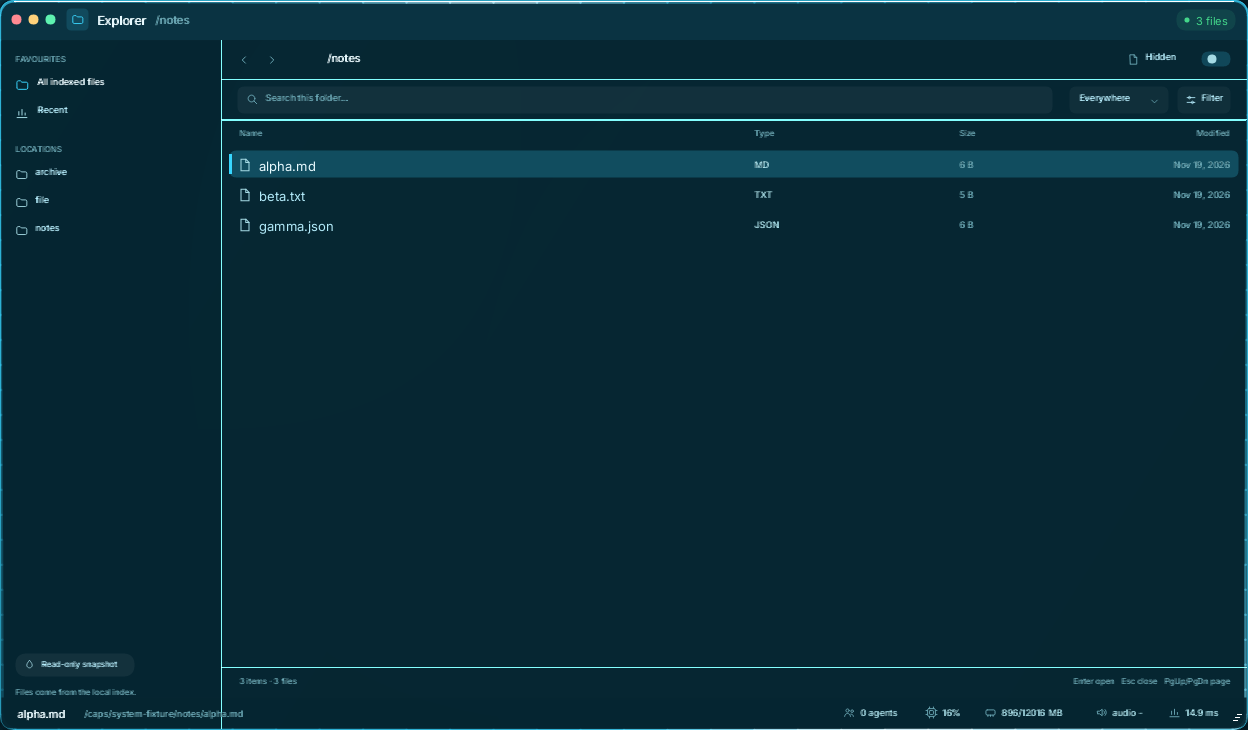 Explorer /notes
3 files
FAVOURITES
All indexed files
Recent
LOCATIONS
archive
file
notes
/notes
Hidden
Search this folder...
Everywhere
Filter
Name Type Size Modified
alpha.md MD 6 B Nov 19, 2026
beta.txt TXT 5 B Nov 19, 2026
gamma.json JSON 6 B Nov 19, 2026
Read-only snapshot
Files come from the local index.
3 items · 3 files
Enter open Esc close PgUp/PgDn page
alpha.md /caps/system-fixture/notes/alpha.md
0 agents 16% 896/12016 MB audio - 14.9 ms